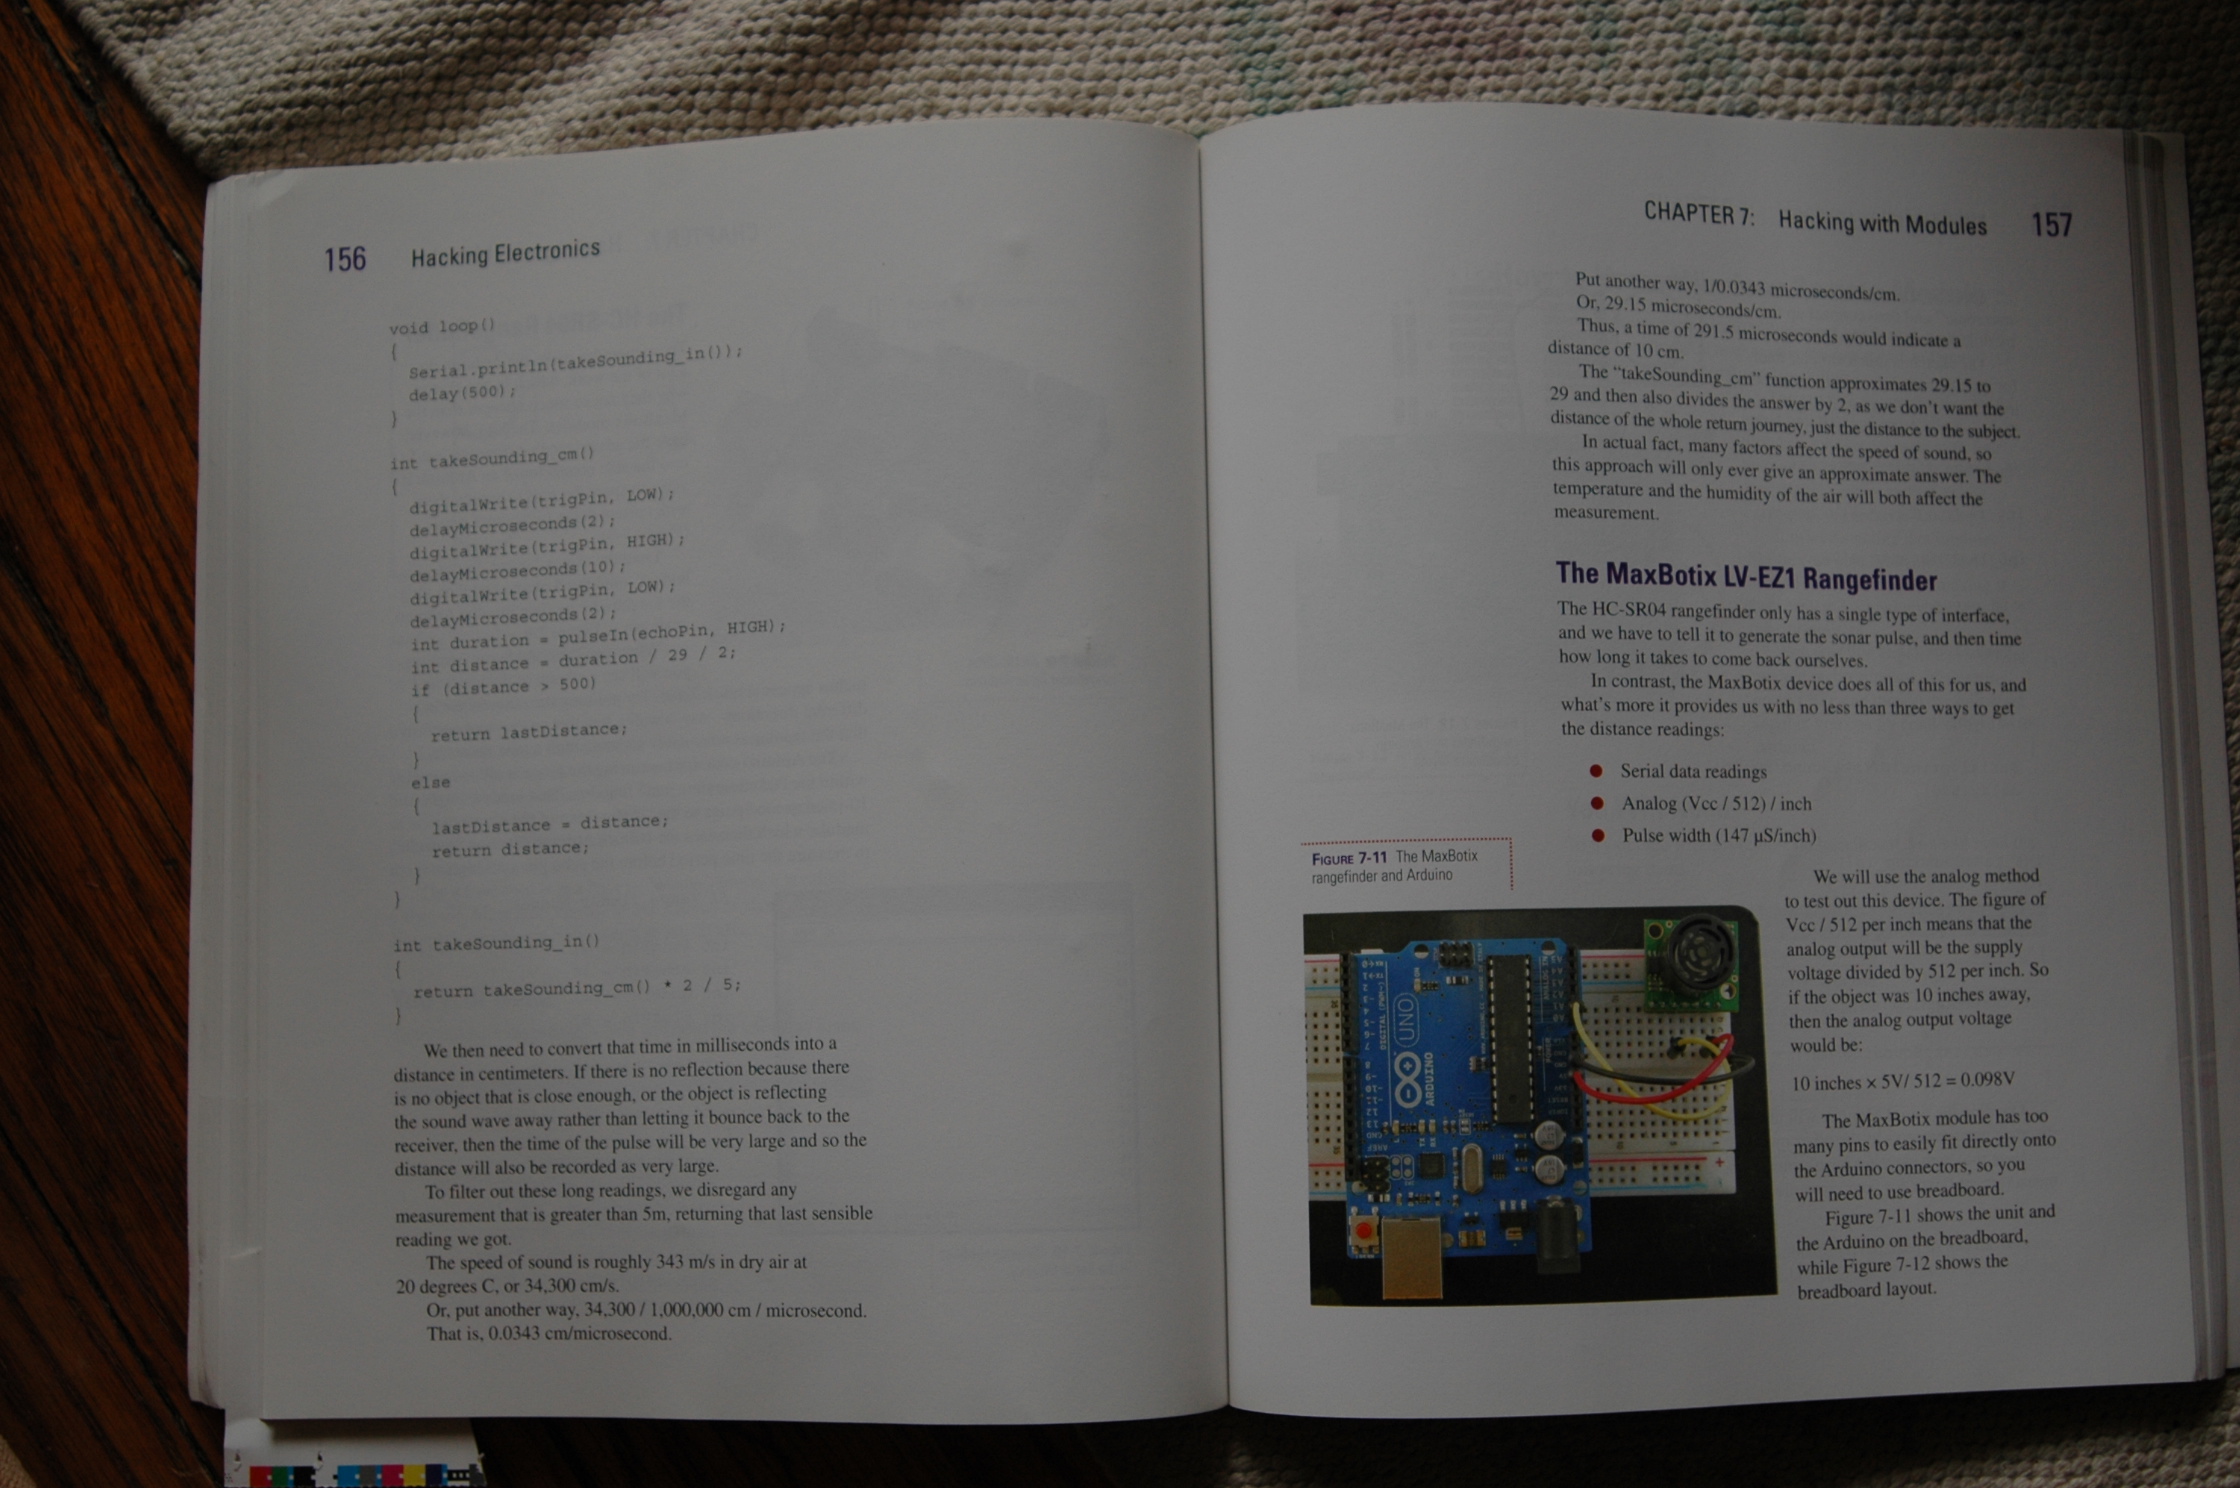 156 Hacking Electronics
void loop()
{
Serial.println(takeSounding_in());
delay(500);
}
int takeSounding_cm()
{
digitalWrite(trigPin, LOW);
delayMicroseconds(2);
digitalWrite(trigPin, HIGH);
delayMicroseconds(10);
digitalWrite(trigPin, LOW);
delayMicroseconds(2);
int duration = pulseIn(echoPin, HIGH);
int distance = duration / 29 / 2;
if (distance > 500)
{
return lastDistance;
}
else
{
lastDistance = distance;
return distance;
}
}
int takeSounding_in()
{
return takeSounding_cm() * 2 / 5;
}
We then need to convert that time in milliseconds into a
distance in centimeters. If there is no reflection because there
is no object that is close enough, or the object is reflecting
the sound wave away rather than letting it bounce back to the
receiver, then the time of the pulse will be very large and so the
distance will also be recorded as very large.
To filter out these long readings, we disregard any
measurement that is greater than 5m, returning that last sensible
reading we got.
The speed of sound is roughly 343 m/s in dry air at
20 degrees C, or 34,300 cm/s.
Or, put another way, 34,300 / 1,000,000 cm / microsecond.
That is, 0.0343 cm/microsecond.
CHAPTER 7: Hacking with Modules 157
Put another way, 1/0.0343 microseconds/cm.
Or, 29.15 microseconds/cm.
Thus, a time of 291.5 microseconds would indicate a
distance of 10 cm.
The “takeSounding_cm” function approximates 29.15 to
29 and then also divides the answer by 2, as we don’t want the
distance of the whole return journey, just the distance to the subject.
In actual fact, many factors affect the speed of sound, so
this approach will only ever give an approximate answer. The
temperature and the humidity of the air will both affect the
measurement.
The MaxBotix LV-EZ1 Rangefinder
The HC-SR04 rangefinder only has a single type of interface,
and we have to tell it to generate the sonar pulse, and then time
how long it takes to come back ourselves.
In contrast, the MaxBotix device does all of this for us, and
what’s more it provides us with no less than three ways to get
the distance readings:
● Serial data readings
● Analog (Vcc / 512) / inch
● Pulse width (147 μS/inch)
FIGURE 7-11 The MaxBotix
rangefinder and Arduino
UNO
ARDUINO
We will use the analog method
to test out this device. The figure of
Vcc / 512 per inch means that the
analog output will be the supply
voltage divided by 512 per inch. So
if the object was 10 inches away,
then the analog output voltage
would be:
10 inches × 5V/ 512 = 0.098V
The MaxBotix module has too
many pins to easily fit directly onto
the Arduino connectors, so you
will need to use breadboard.
Figure 7-11 shows the unit and
the Arduino on the breadboard,
while Figure 7-12 shows the
breadboard layout.